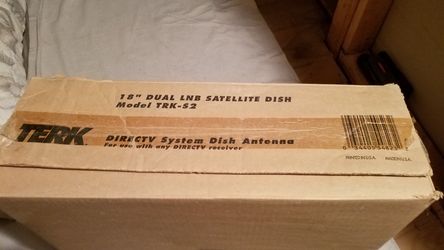 18" DUAL LNB SATELLITE DISH
Model TRK-S2
TERK
DIRECTV System Dish Antenna
For use with any DIRECTV receiver